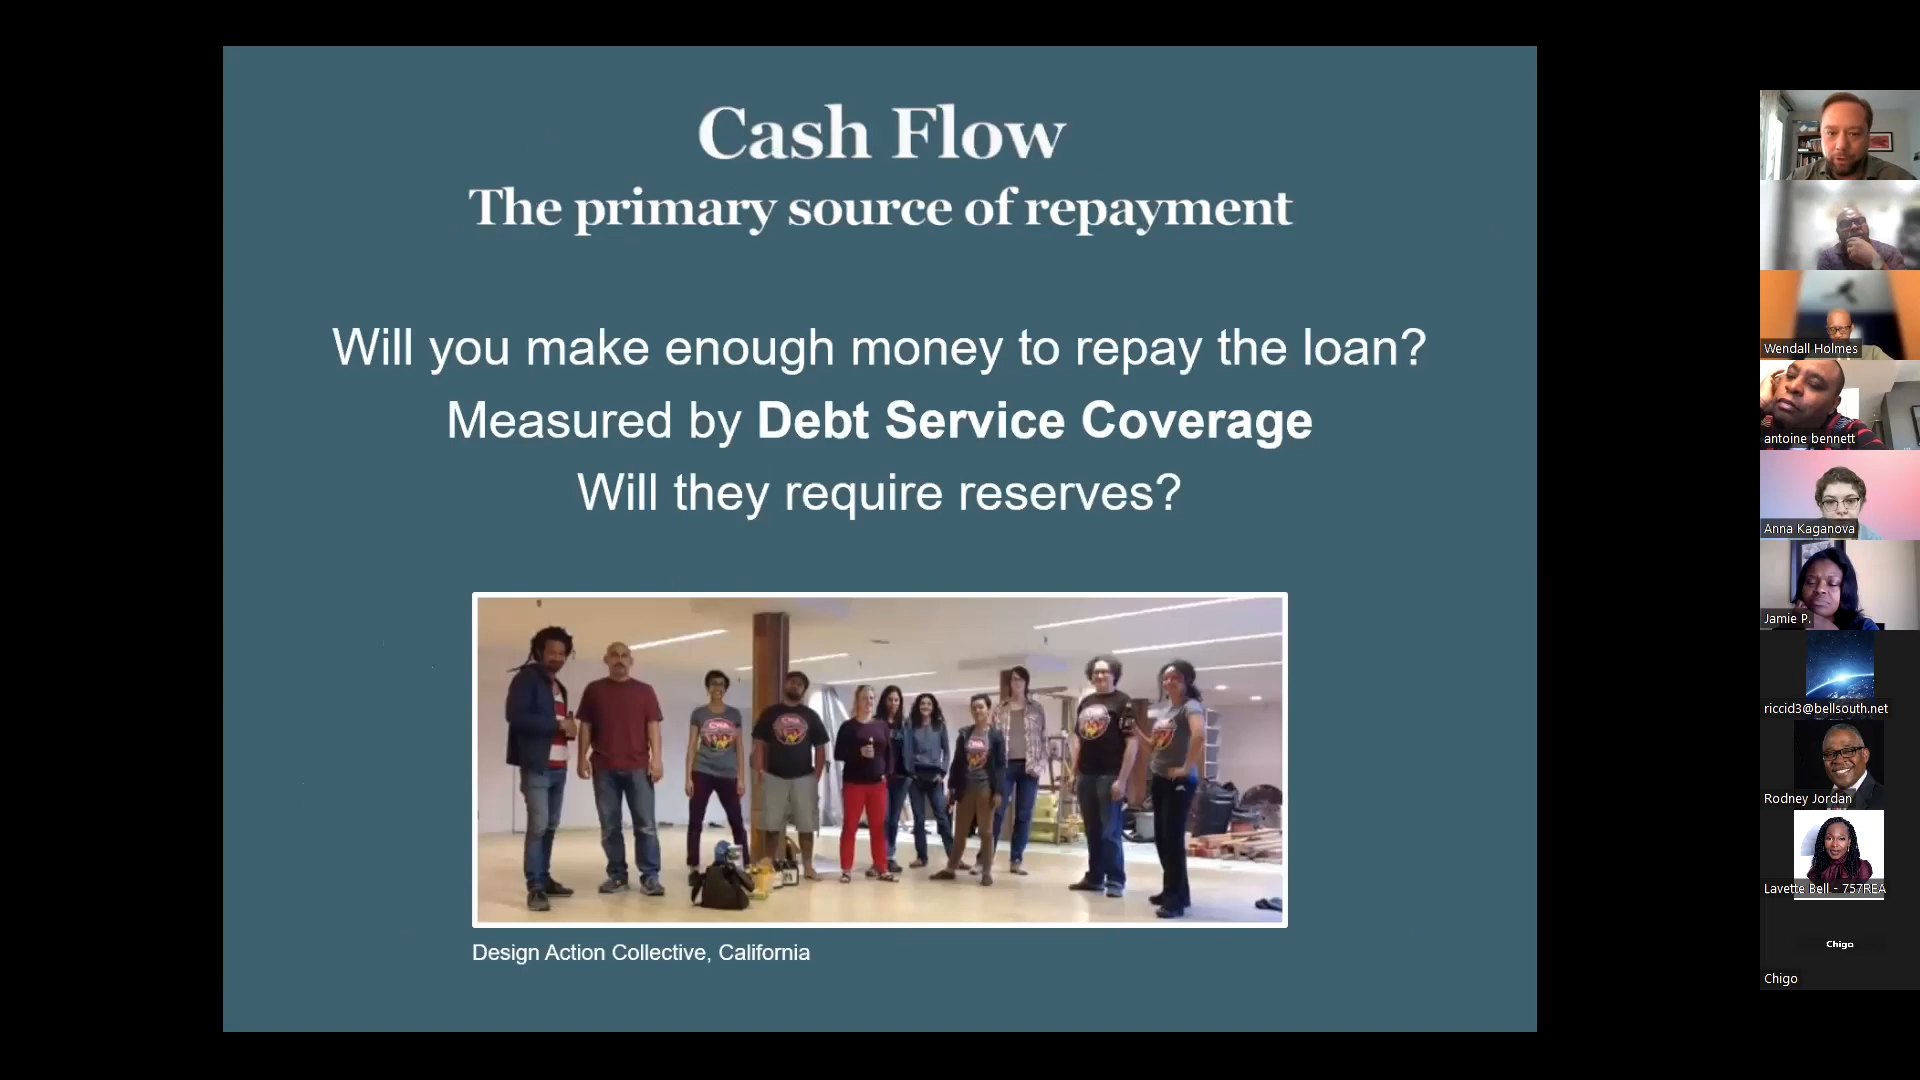 Cash Flow
The primary source of repayment
Will you make enough money to repay the loan?
Measured by Debt Service Coverage
Will they require reserves?
Design Action Collective, California
Wendall Holmes
antoine bennett
Anna Kaganova
Jamie P.
riccid3@bellsouth.net
Rodney Jordan
Lavette Bell - 757REA
Chigo
Chigo